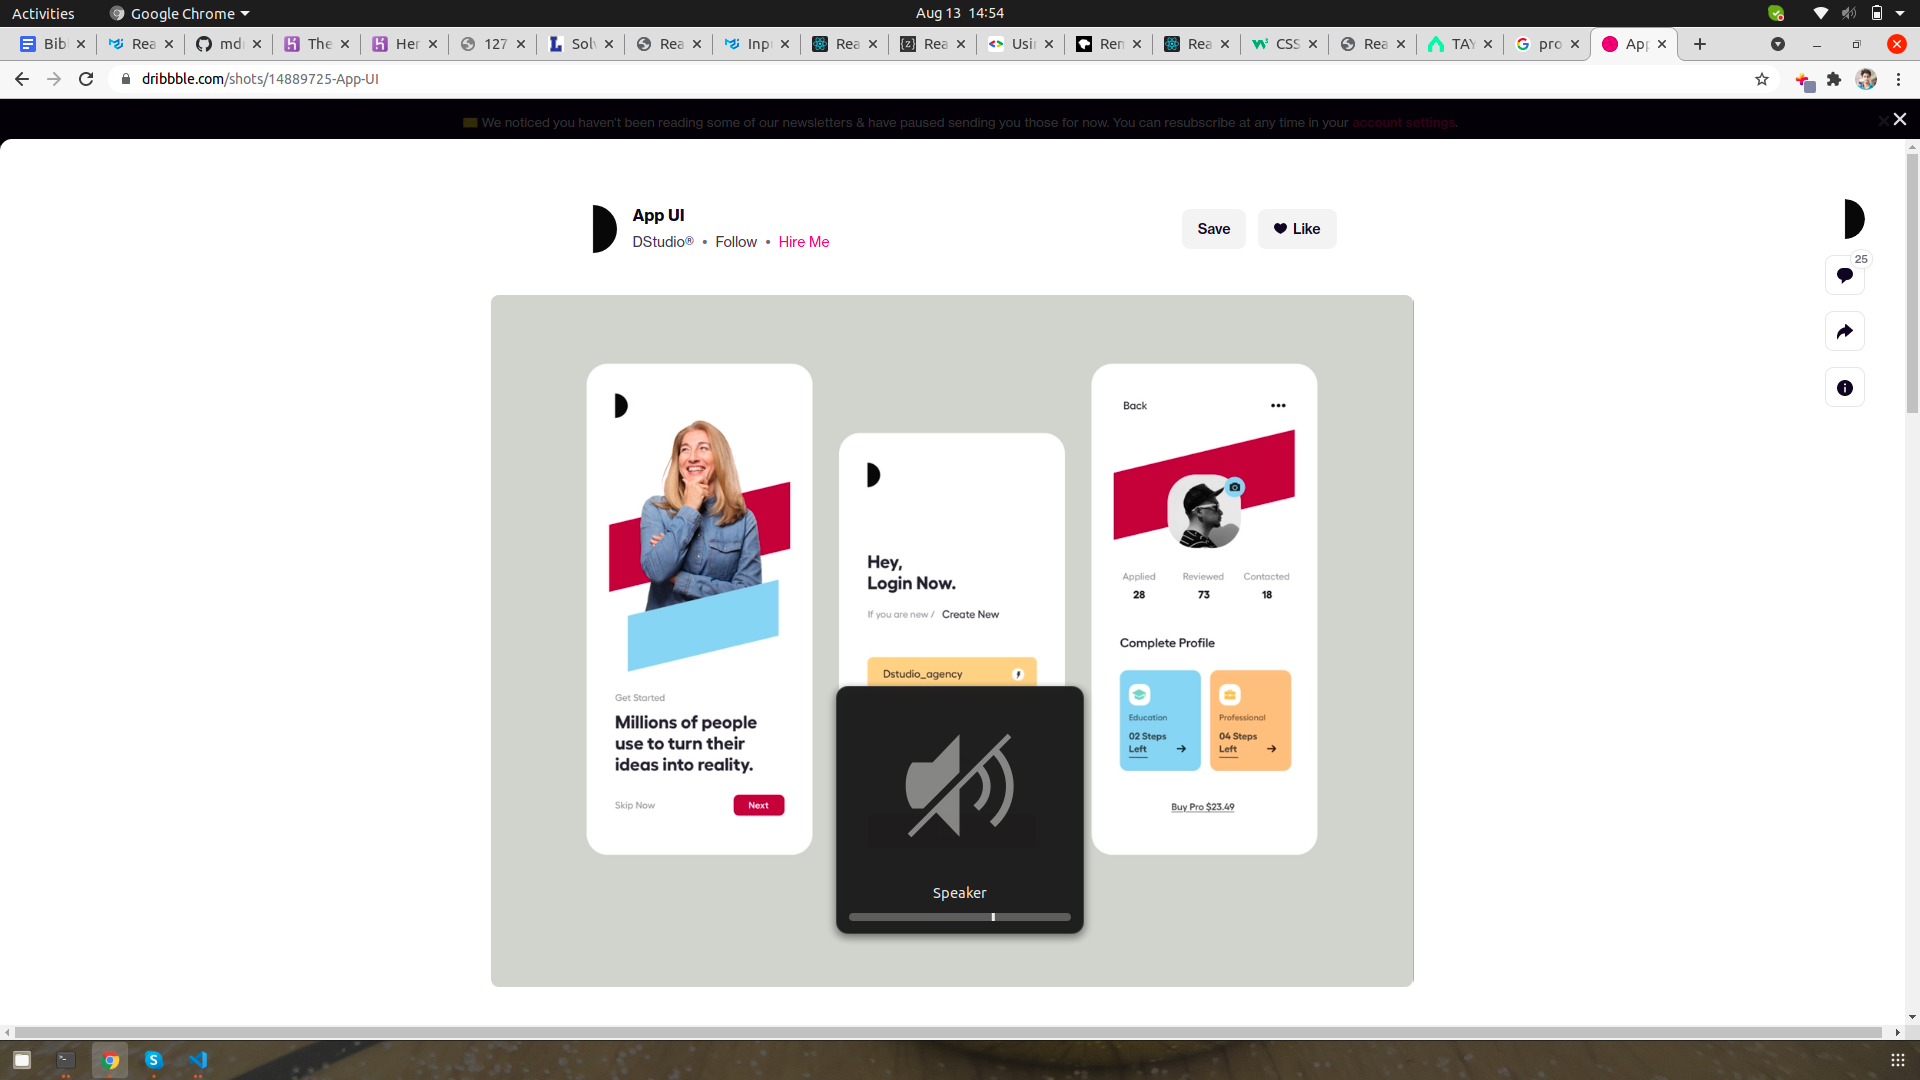 Activities
Google Chrome
Aug 13 14:54
Bib
Rea
mdi
The
Her
127
Solv
Rea
Inpu
Rea
Rea
Usin
Ren
Rea
CSS
Rea
TAY
pro
App
dribbble.com/shots/14889725-App-UI
We noticed you haven't been reading some of our newsletters & have paused sending you those for now. You can resubscribe at any time in your account settings.
App UI
DStudio® • Follow • Hire Me
Save
Like
25
Get Started
Millions of people
use to turn their
ideas into reality.
Skip Now
Next
Hey,
Login Now.
If you are new / Create New
Dstudio_agency
Speaker
Back
Applied
Reviewed
Contacted
28
73
18
Complete Profile
Education
02 Steps
Left
Professional
04 Steps
Left
Buy Pro $23.49